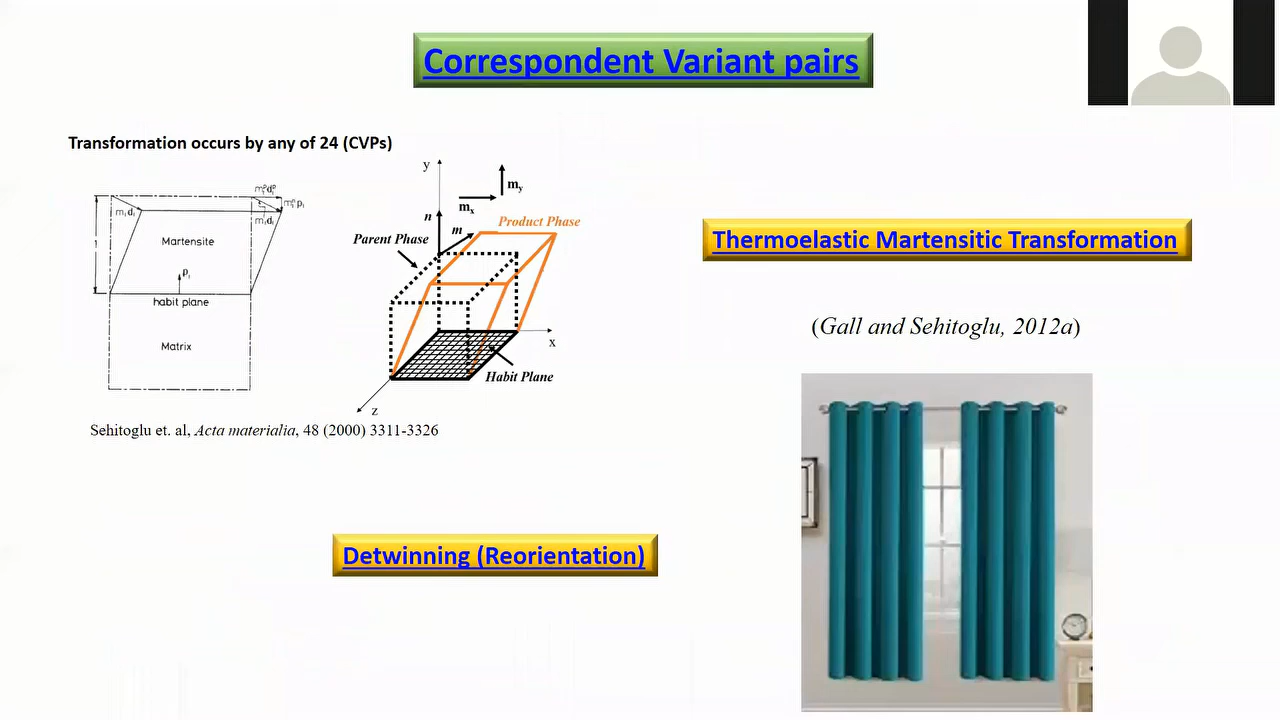 Correspondent Variant pairs
Transformation occurs by any of 24 (CVPs)
Martensite
habit plane
Matrix
y
n
m
mx
my
Product Phase
Parent Phase
x
Habit Plane
z
Sehitoglu et. al, Acta materialia, 48 (2000) 3311-3326
Thermoelastic Martensitic Transformation
(Gall and Sehitoglu, 2012a)
Detwinning (Reorientation)